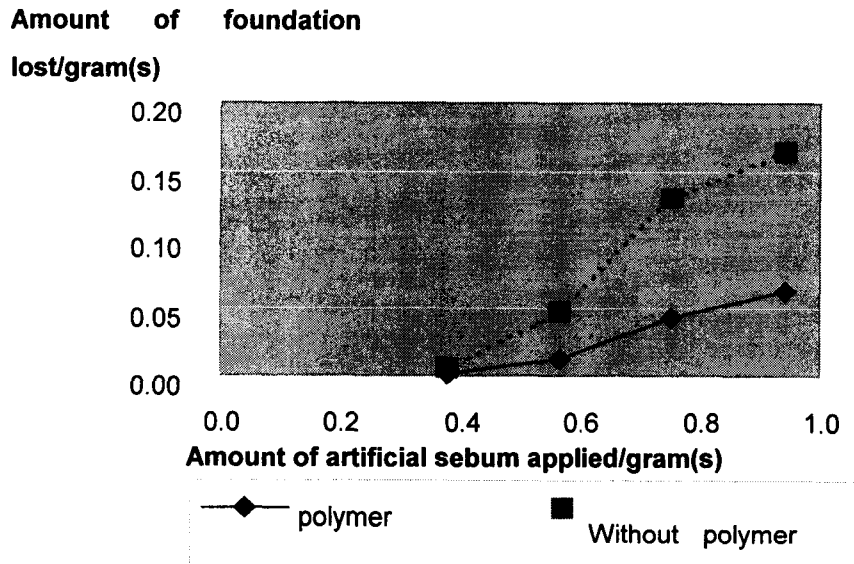 Amount of foundation
lost/gram(s)
0.20
0.15
0.10
0.05
0.00
0.0 0.2 0.4 0.6 0.8 1.0
Amount of artificial sebum applied/gram(s)
polymer
Without polymer